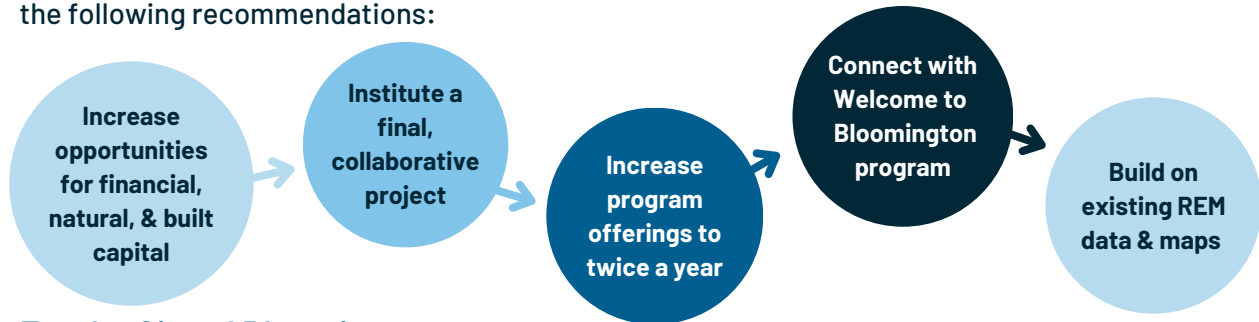 the following recommendations:
Increase
opportunities
for financial,
natural, & built
capital
Institute a
final,
collaborative
project
Increase
program
offerings to
twice a year
Connect with
Welcome to
Bloomington
program
Build on
existing REM
data & maps